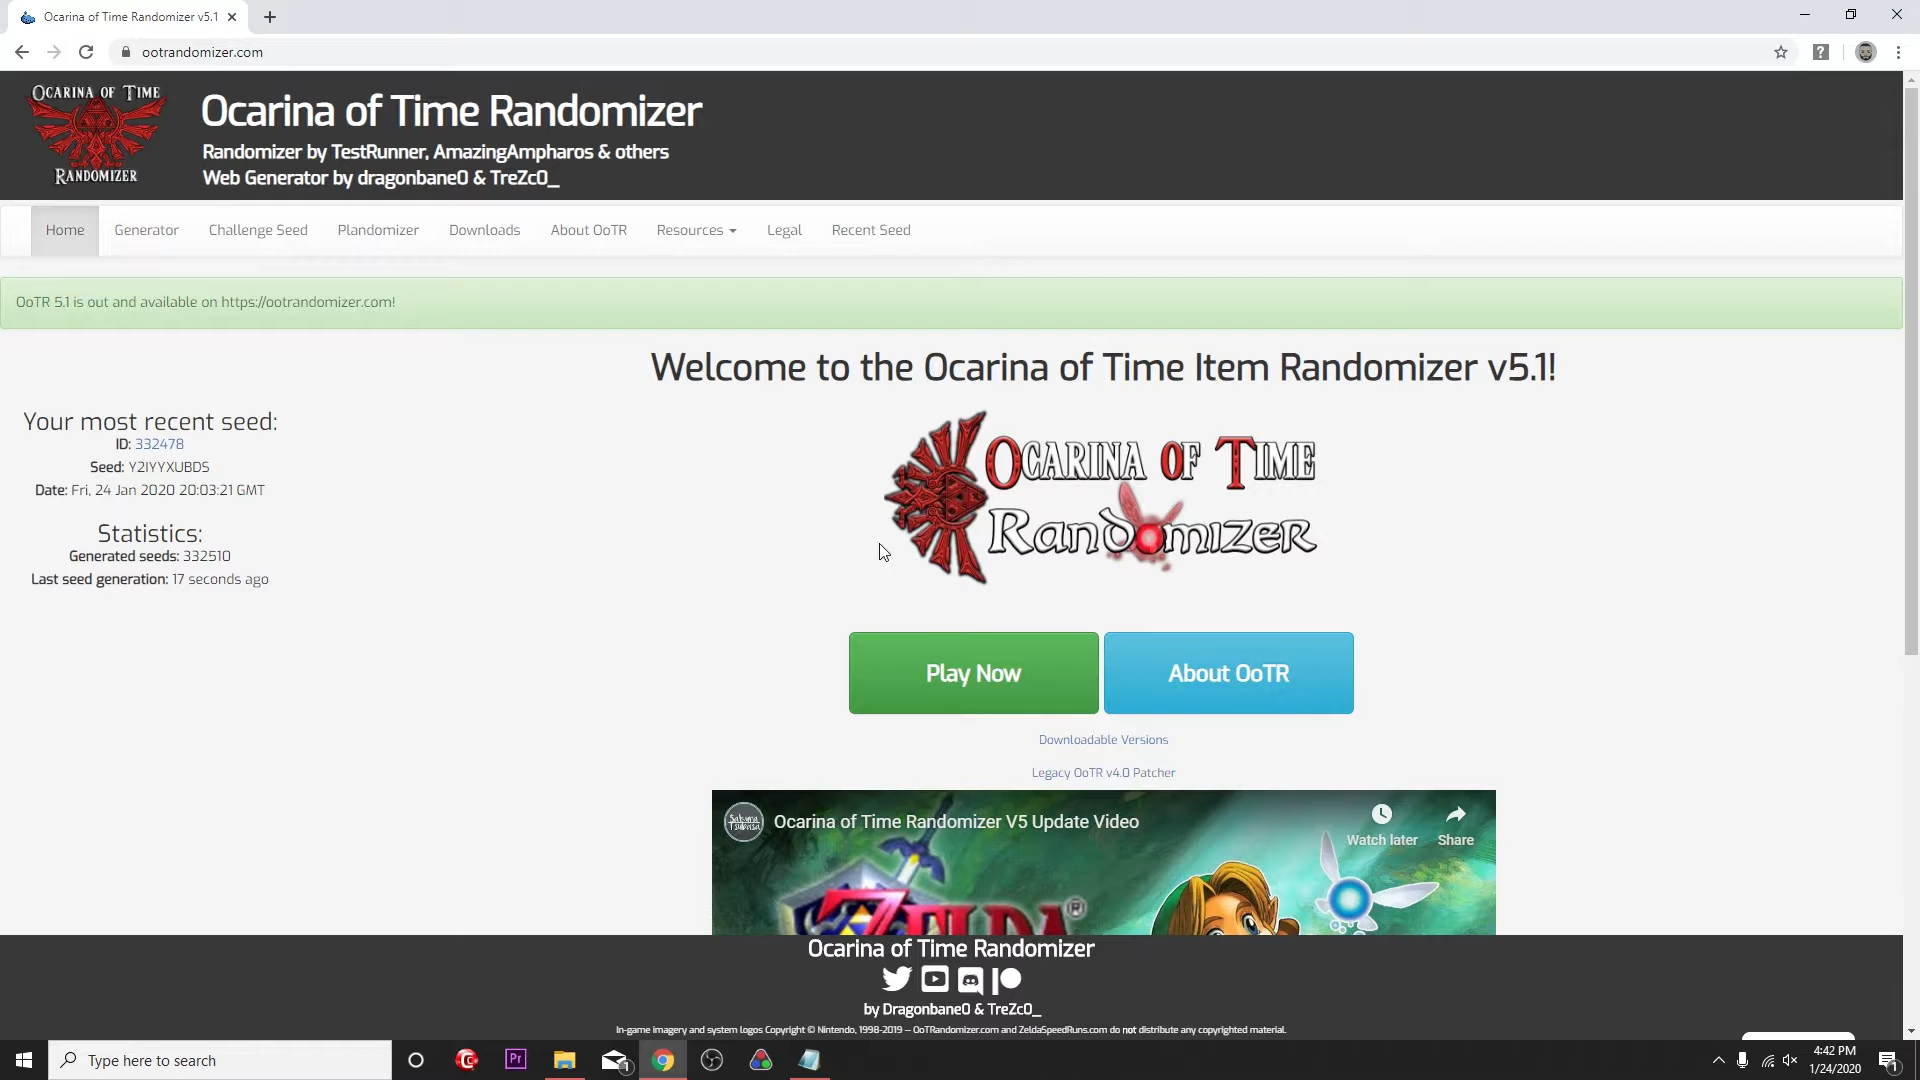 Ocarina of Time Randomizer v5.1
ootrandomizer.com
OCARINA OF TIME
RANDOMIZER
Ocarina of Time Randomizer
Randomizer by TestRunner, AmazingAmpharos & others
Web Generator by dragonbane0 & TreZc0_
Home
Generator
Challenge Seed
Plandomizer
Downloads
About OoTR
Resources
Legal
Recent Seed
OoTR 5.1 is out and available on https://ootrandomizer.com!
Welcome to the Ocarina of Time Item Randomizer v5.1!
Your most recent seed:
ID: 332478
Seed: Y2IYYXUBDS
Date: Fri, 24 Jan 2020 20:03:21 GMT
Statistics:
Generated seeds: 332510
Last seed generation: 17 seconds ago
OCARINA OF TIME
RANDOMIZER
Play Now
About OoTR
Downloadable Versions
Legacy OoTR v4.0 Patcher
Sakuma Tsubasa
Ocarina of Time Randomizer V5 Update Video
Watch later
Share
ZELDA®
Ocarina of Time Randomizer
by Dragonbane0 & TreZc0_
In-game imagery and system logos Copyright © Nintendo, 1998-2019 — OoTRandomizer.com and ZeldaSpeedRuns.com do not distribute any copyrighted material.
Type here to search
Pr
1
4:42 PM
1/24/2020
1